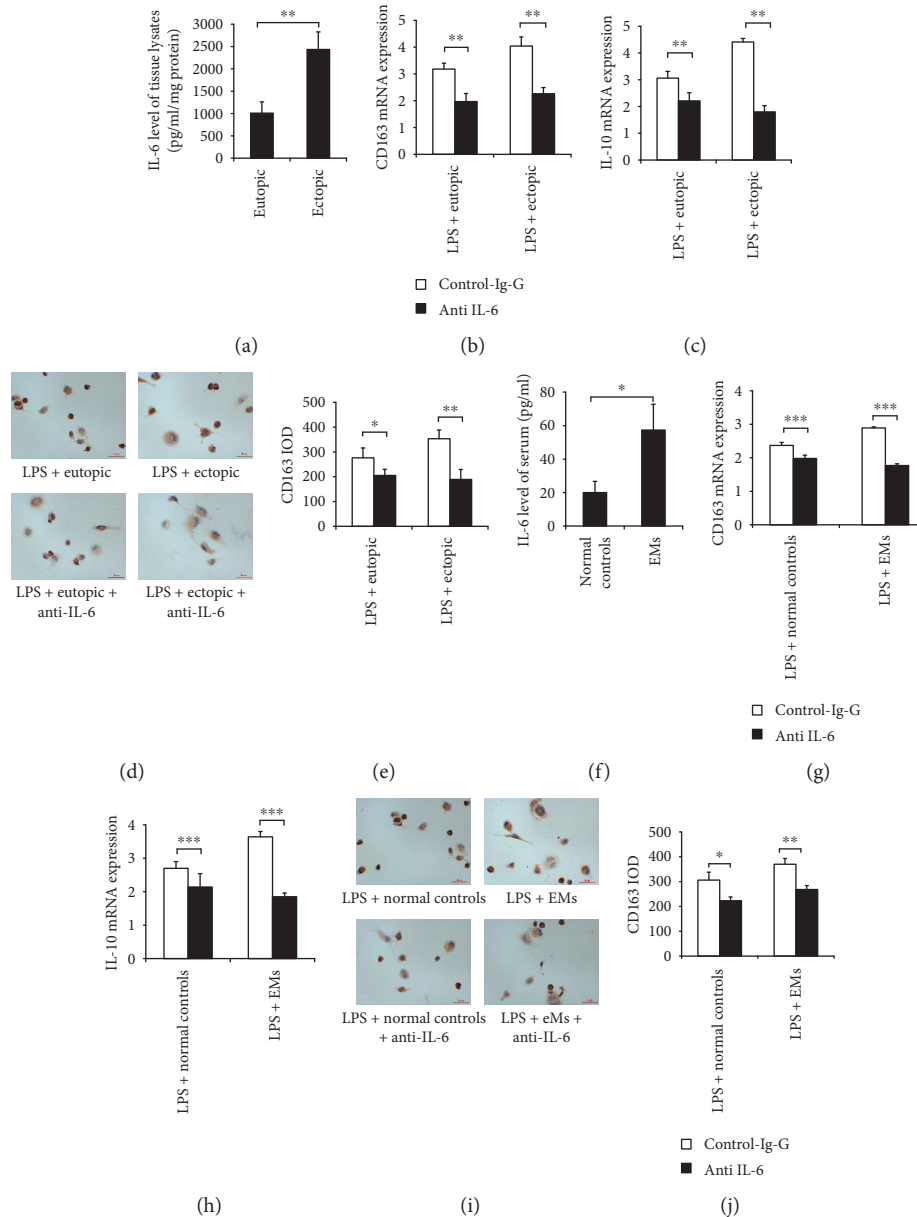 IL-6 level of tissue lysates
(pg/ml/mg protein)
3000
2500
2000
1500
1000
500
0
**
Eutopic
Ectopic
(a)
CD163 mRNA expression
5
4
3
2
1
0
**
**
LPS + eutopic
LPS + ectopic
Control-Ig-G
Anti IL-6
(b)
IL-10 mRNA expression
5
4
3
2
1
0
**
**
LPS + eutopic
LPS + ectopic
(c)
LPS + eutopic
LPS + ectopic
LPS + eutopic +
anti-IL-6
LPS + ectopic +
anti-IL-6
(d)
CD163 IOD
500
400
300
200
100
0
*
**
LPS + eutopic
LPS + ectopic
(e)
IL-6 level of serum (pg/ml)
80
60
40
20
0
*
Normal
controls
EMs
(f)
CD163 mRNA expression
4
3
2
1
0
***
***
LPS + normal controls
LPS + EMs
Control-Ig-G
Anti IL-6
(g)
IL-10 mRNA expression
4
3
2
1
0
***
***
LPS + normal controls
LPS + EMs
(h)
LPS + normal controls
LPS + EMs
LPS + normal controls
+ anti-IL-6
LPS + eMs +
anti-IL-6
(i)
CD163 IOD
500
400
300
200
100
0
*
**
LPS + normal controls
LPS + EMs
Control-Ig-G
Anti IL-6
(j)